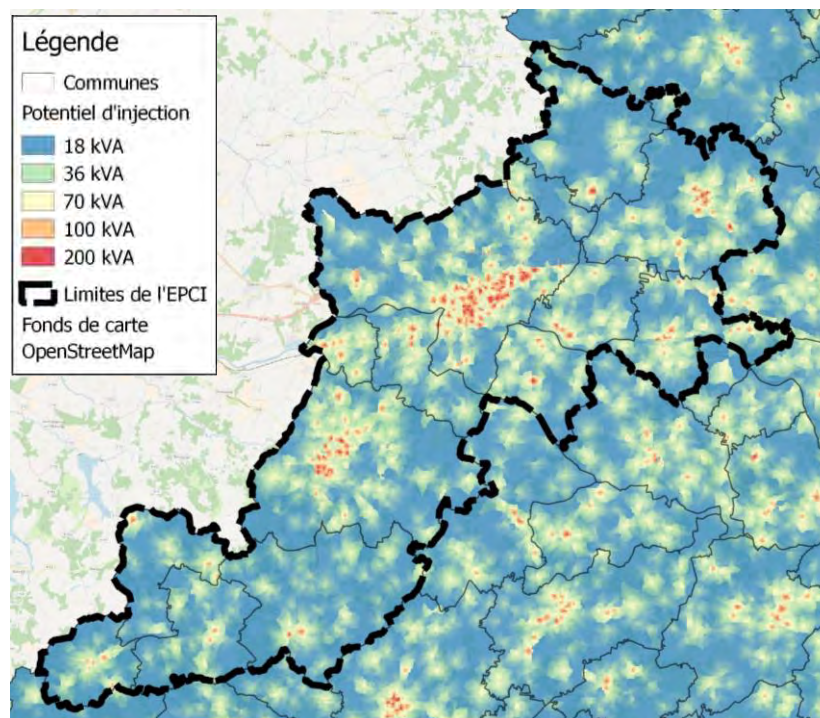 Légende
Communes
Potentiel d'injection
18 kVA
36 kVA
70 kVA
100 kVA
200 kVA
Limites de l'EPCI
Fonds de carte
OpenStreetMap